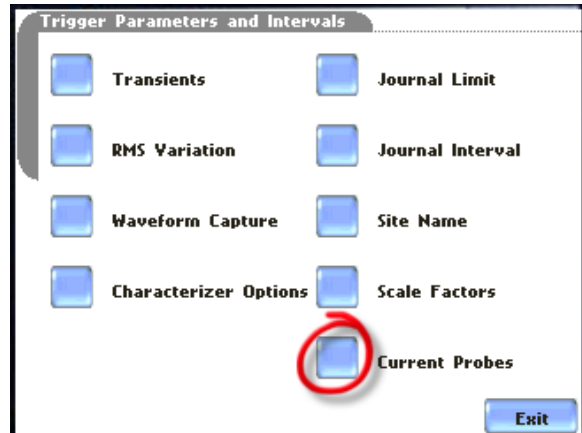 Trigger Parameters and Intervals
Transients
Journal Limit
RMS Variation
Journal Interval
Waveform Capture
Site Name
Characterizer Options
Scale Factors
Current Probes
Exit